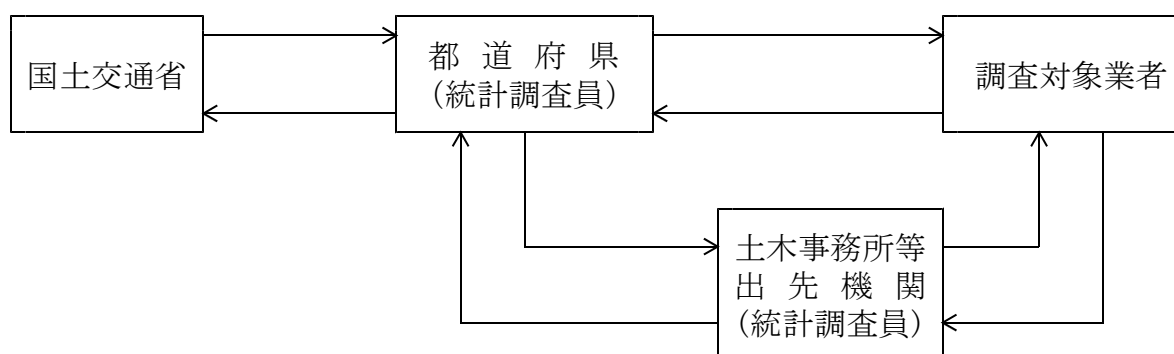 国土交通省
都道府県
(統計調査員)
調査対象業者
土木事務所等
出先機関
(統計調査員)